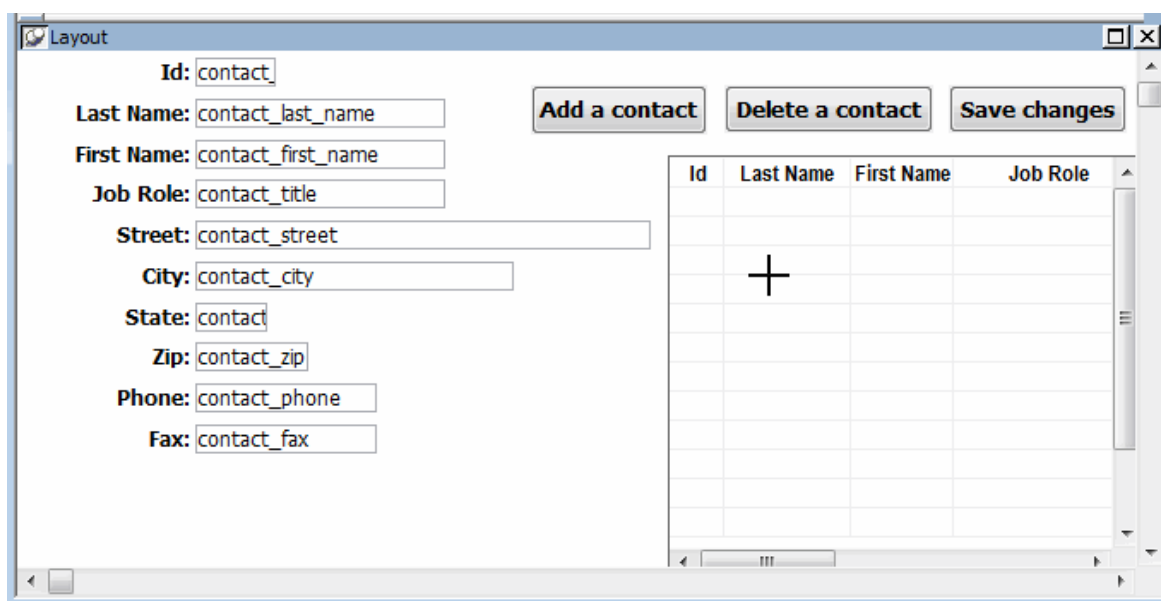 Layout
Id: contact_
Last Name: contact_last_name
First Name: contact_first_name
Job Role: contact_title
Street: contact_street
City: contact_city
State: contact
Zip: contact_zip
Phone: contact_phone
Fax: contact_fax
Add a contact Delete a contact Save changes
Id Last Name First Name Job Role